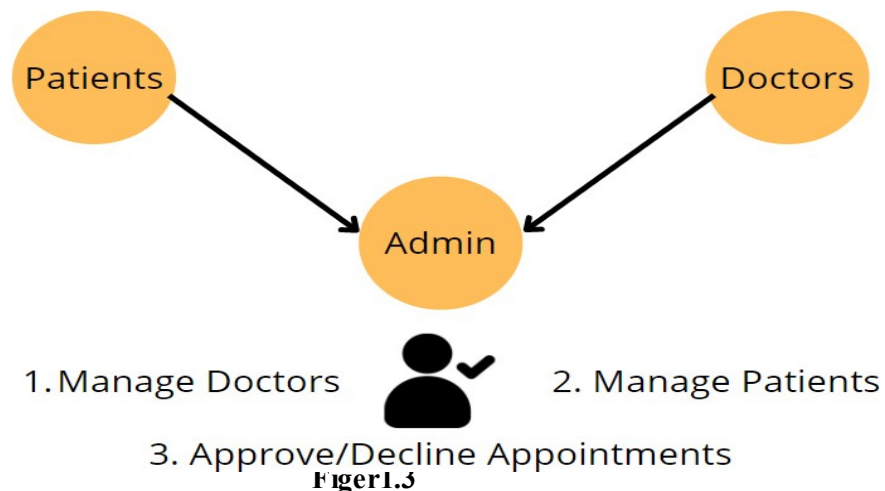 Patients
Doctors
Admin
1. Manage Doctors
2. Manage Patients
3. Approve/Decline Appointments
Figer1.3